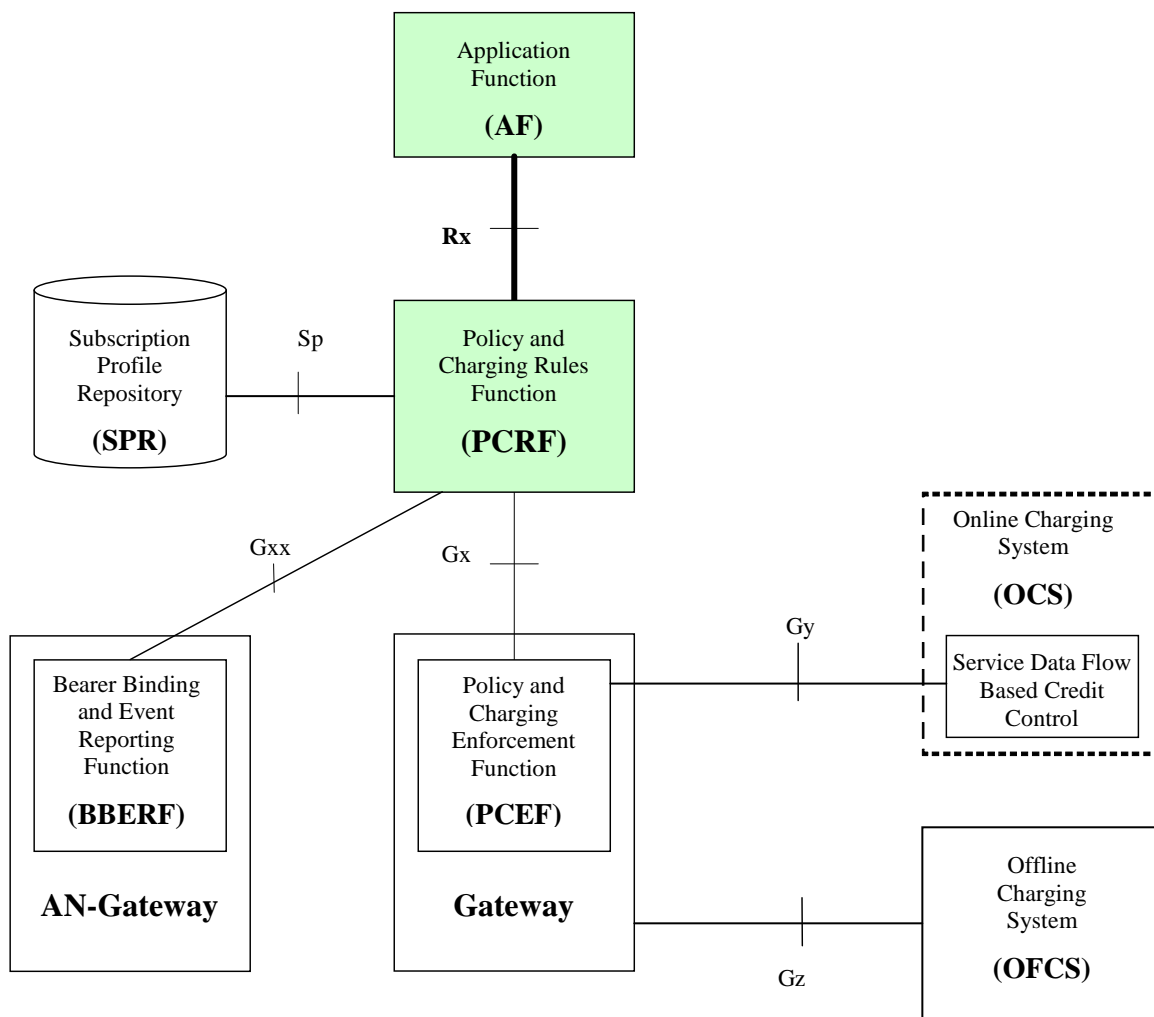 Application
Function
(AF)
Rx
Subscription
Profile
Repository
(SPR)
Sp
Policy and
Charging Rules
Function
(PCRF)
Gxx
Gx
Online Charging
System
(OCS)
Service Data Flow
Based Credit
Control
Gy
Bearer Binding
and Event
Reporting
Function
(BBERF)
AN-Gateway
Policy and
Charging
Enforcement
Function
(PCEF)
Gateway
Offline
Charging
System
(OFCS)
Gz